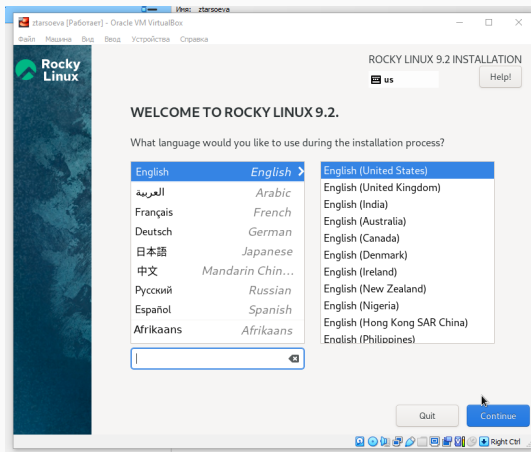 Имя: ztarsoeva
ztarsoeva [Работает] - Oracle VM VirtualBox
Файл Машина Вид Ввод Устройства Справка
Rocky
Linux
ROCKY LINUX 9.2 INSTALLATION
us
Help!
WELCOME TO ROCKY LINUX 9.2.
What language would you like to use during the installation process?
English English
العربية Arabic
Français French
Deutsch German
日本語 Japanese
中文 Mandarin Chin...
Русский Russian
Español Spanish
Afrikaans Afrikaans
English (United States)
English (United Kingdom)
English (India)
English (Australia)
English (Canada)
English (Denmark)
English (Ireland)
English (New Zealand)
English (Nigeria)
English (Hong Kong SAR China)
English (Philippines)
Quit
Continue
Right Ctrl